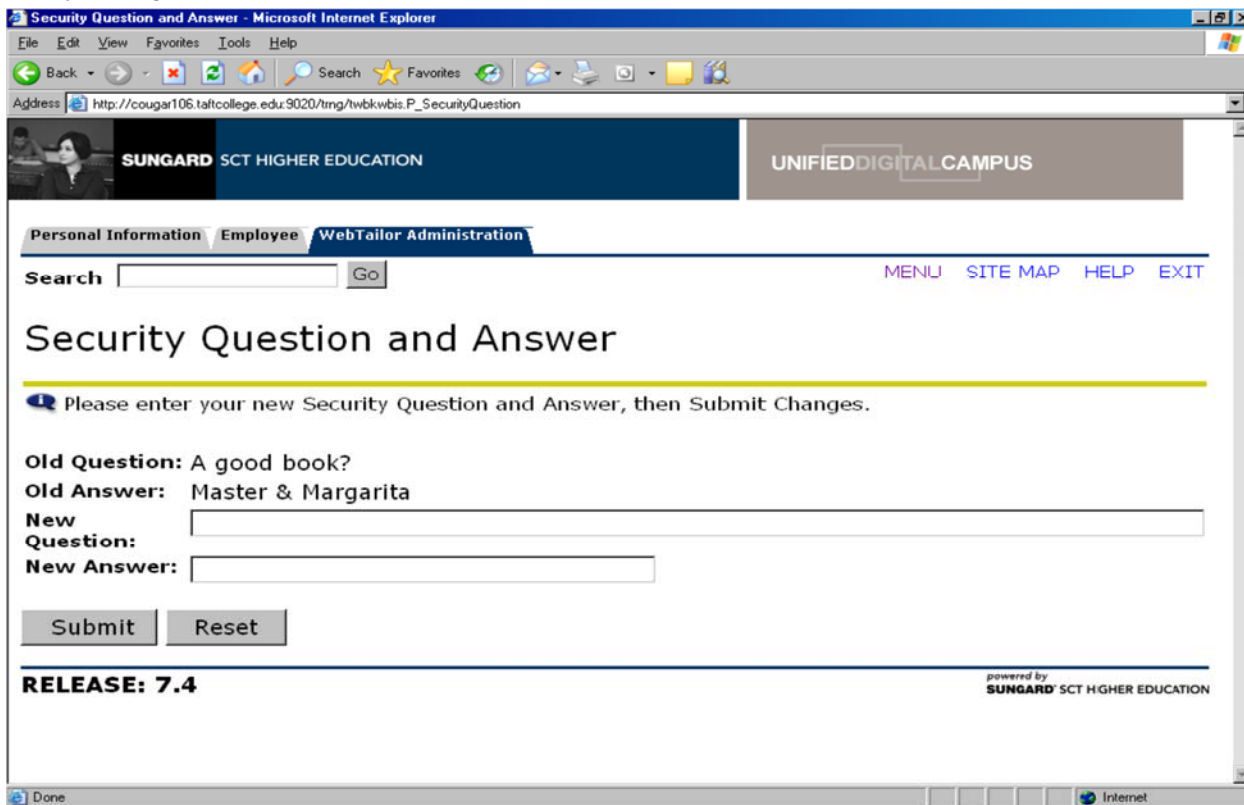 Security Question and Answer - Microsoft Internet Explorer
File Edit View Favorites Tools Help
Back Search Favorites
Address http://cougar106.taftcollege.edu:9020/trng/twbkwbis.P_SecurityQuestion
SUNGARD SCT HIGHER EDUCATION UNIFIEDDIGITALCAMPUS
Personal Information Employee WebTailor Administration
Search Go MENU SITE MAP HELP EXIT
Security Question and Answer
Please enter your new Security Question and Answer, then Submit Changes.
Old Question: A good book?
Old Answer: Master & Margarita
New
Question:
New Answer:
Submit Reset
RELEASE: 7.4
powered by
SUNGARD SCT HIGHER EDUCATION
Done Internet